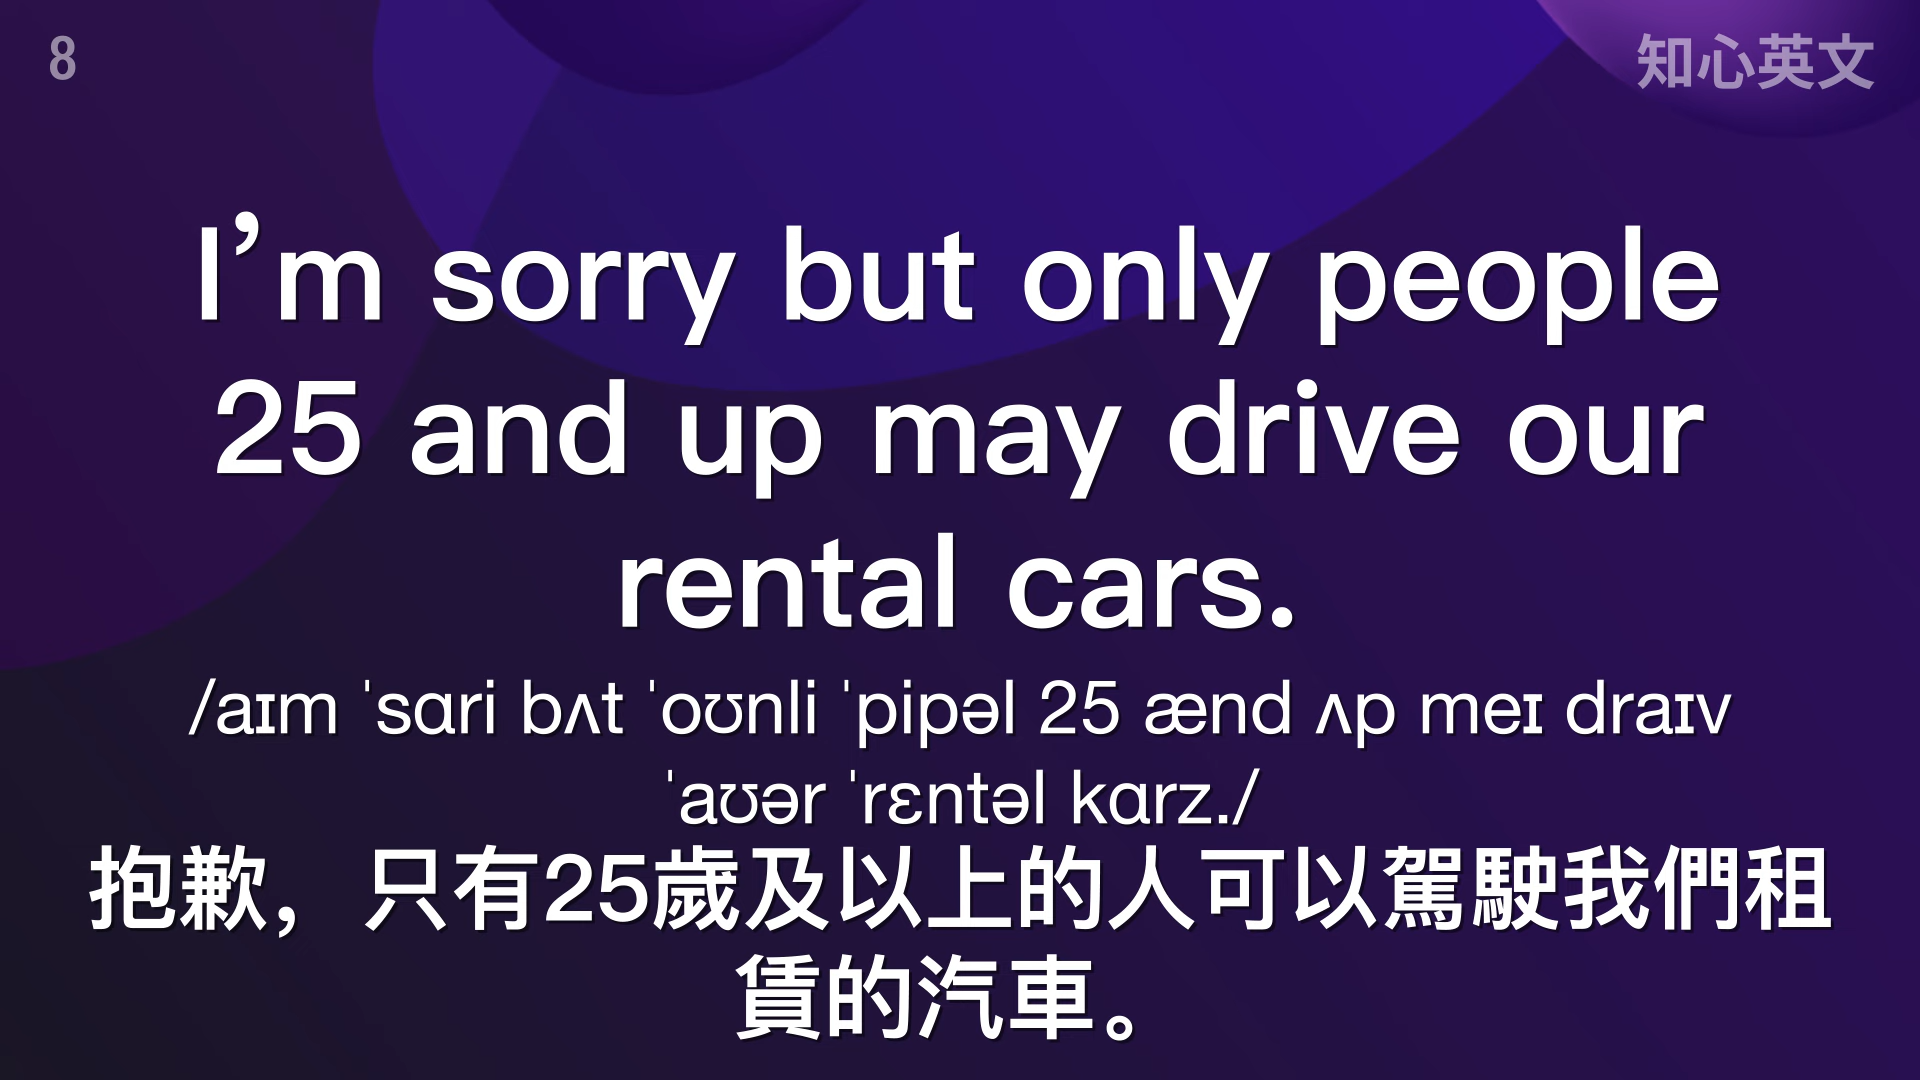 8
知心英文
I’m sorry but only people
25 and up may drive our
rental cars.
/aɪm ˈsɑri bʌt ˈoʊnli ˈpipəl 25 ænd ʌp meɪ draɪv
ˈaʊər ˈrɛntəl kɑrz./
抱歉，只有25歲及以上的人可以駕駛我們租
賃的汽車。